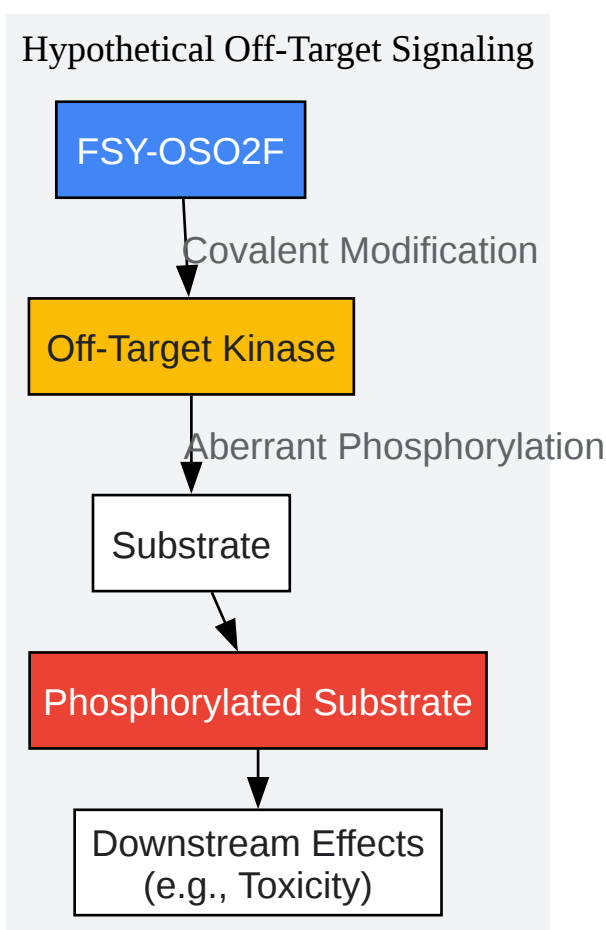 Hypothetical Off-Target Signaling
FSY-OSO2F
Covalent Modification
Off-Target Kinase
Aberrant Phosphorylation
Substrate
Phosphorylated Substrate
Downstream Effects
(e.g., Toxicity)